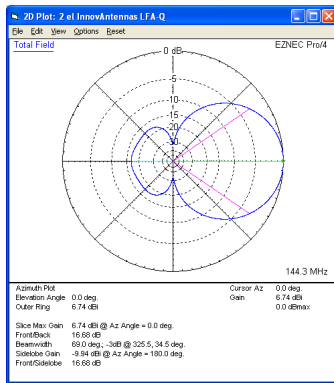 2D Plot: 2 el InnovAntennas LFA-Q
File Edit View Options Reset
Total Field
EZNEC Pro/4
0 dB
-5
-10
-15
-20
-30
144.3 MHz
Azimuth Plot
Elevation Angle 0.0 deg.
Outer Ring 6.74 dBi
Cursor Az 0.0 deg.
Gain 6.74 dBi
0.0 dBmax
Slice Max Gain 6.74 dBi @ Az Angle = 0.0 deg.
Front/Back 16.68 dB
Beamwidth 69.0 deg.; -3dB @ 325.5, 34.5 deg.
Sidelobe Gain -9.94 dBi @ Az Angle = 180.0 deg.
Front/Sidelobe 16.68 dB